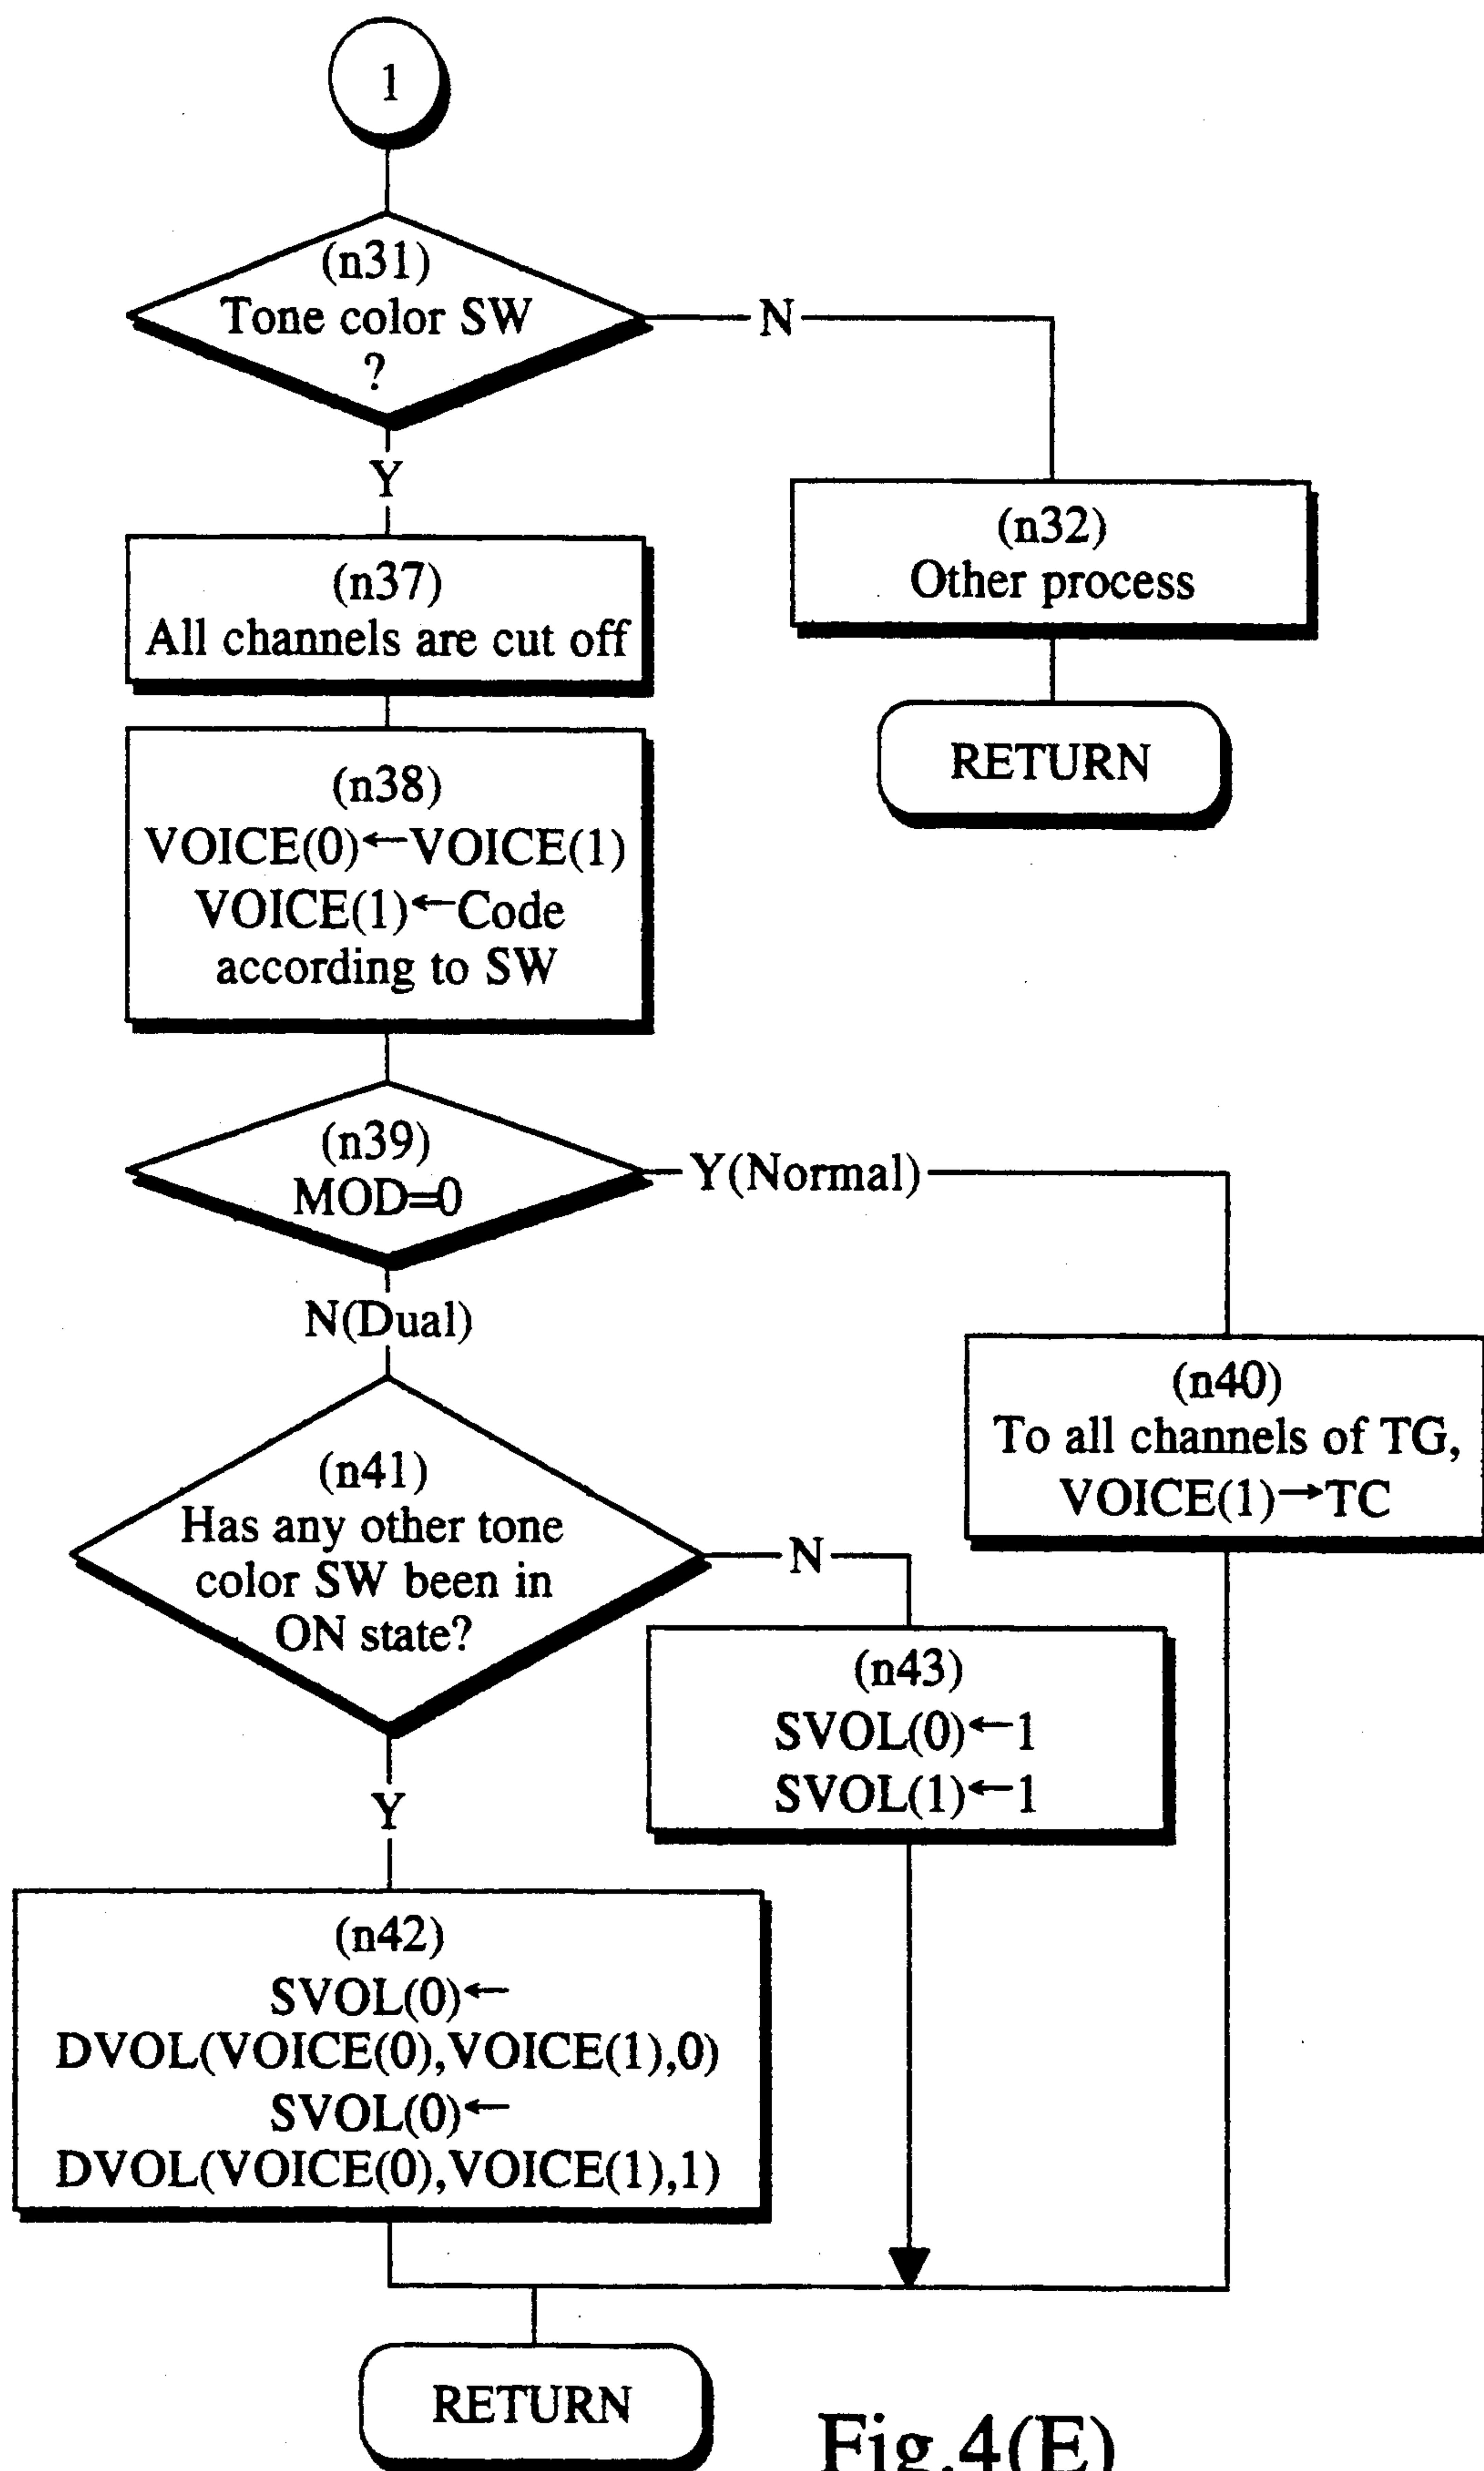 1
(n31)
Tone color SW
?
N
Y
(n32)
Other process
RETURN
(n37)
All channels are cut off
(n38)
VOICE(0)←VOICE(1)
VOICE(1)←Code
according to SW
(n39)
MOD=0
Y(Normal)
N(Dual)
(n40)
To all channels of TG,
VOICE(1)→TC
(n41)
Has any other tone
color SW been in
ON state?
N
Y
(n43)
SVOL(0)←1
SVOL(1)←1
(n42)
SVOL(0)←
DVOL(VOICE(0),VOICE(1),0)
SVOL(0)←
DVOL(VOICE(0),VOICE(1),1)
RETURN
Fig.4(E)